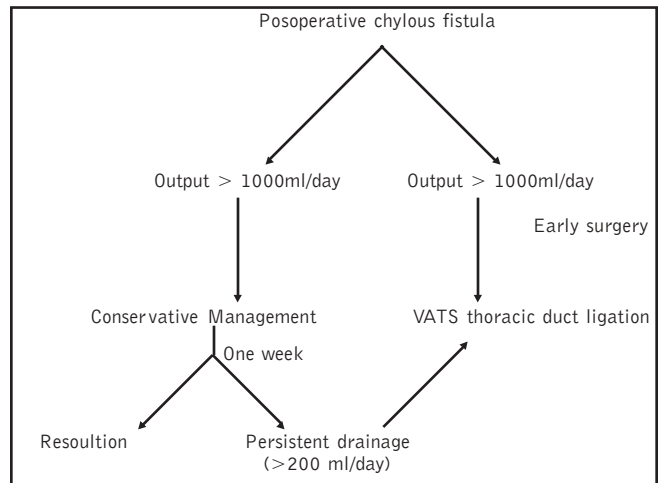 Posoperative chylous fistula
Output > 1000ml/day
Output > 1000ml/day
Early surgery
Conservative Management
VATS thoracic duct ligation
One week
Resoultion
Persistent drainage
(>200 ml/day)